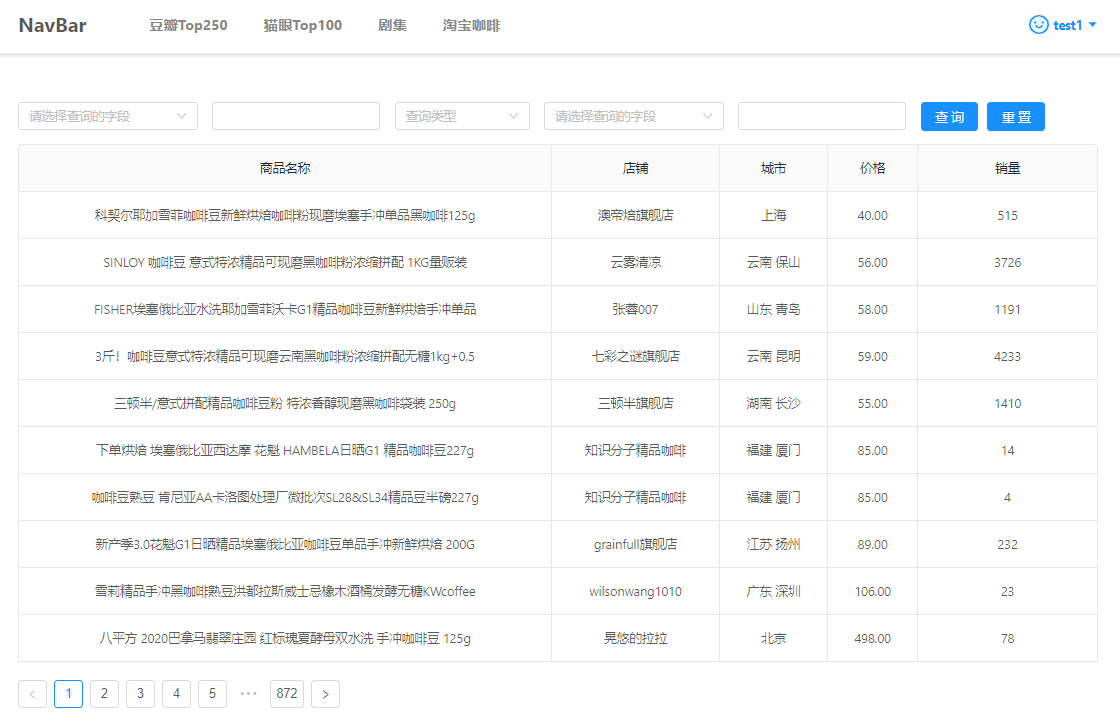 NavBar 豆瓣Top250 猫眼Top100 剧集 淘宝咖啡 test1
请选择查询的字段 查询类型 请选择查询的字段 查 询 重 置
商品名称 店铺 城市 价格 销量
科契尔耶加雪菲咖啡豆新鲜烘焙咖啡粉现磨埃塞手冲单品黑咖啡125g 澳帝焙旗舰店 上海 40.00 515
SINLOY 咖啡豆 意式特浓精品可现磨黑咖啡粉浓缩拼配 1KG量贩装 云雾清凉 云南 保山 56.00 3726
FISHER埃塞俄比亚水洗耶加雪菲沃卡G1精品咖啡豆新鲜烘焙手冲单品 张蓉007 山东 青岛 58.00 1191
3斤！咖啡豆意式特浓精品可现磨云南黑咖啡粉浓缩拼配无糖1kg+0.5 七彩之谜旗舰店 云南 昆明 59.00 4233
三顿半/意式拼配精品咖啡豆粉 特浓香醇现磨黑咖啡袋装 250g 三顿半旗舰店 湖南 长沙 55.00 1410
下单烘焙 埃塞俄比亚西达摩 花魁 HAMBELA日晒G1 精品咖啡豆227g 知识分子精品咖啡 福建 厦门 85.00 14
咖啡豆熟豆 肯尼亚AA卡洛图处理厂微批次SL28&SL34精品豆半磅227g 知识分子精品咖啡 福建 厦门 85.00 4
新产季3.0花魁G1日晒精品埃塞俄比亚咖啡豆单品手冲新鲜烘焙 200G grainfull旗舰店 江苏 扬州 89.00 232
雪莉精品手冲黑咖啡熟豆洪都拉斯威士忌橡木酒桶发酵无糖KWcoffee wilsonwang1010 广东 深圳 106.00 23
八平方 2020巴拿马翡翠庄园 红标瑰夏酵母双水洗 手冲咖啡豆 125g 晃悠的拉拉 北京 498.00 78
< 1 2 3 4 5 ••• 872 >